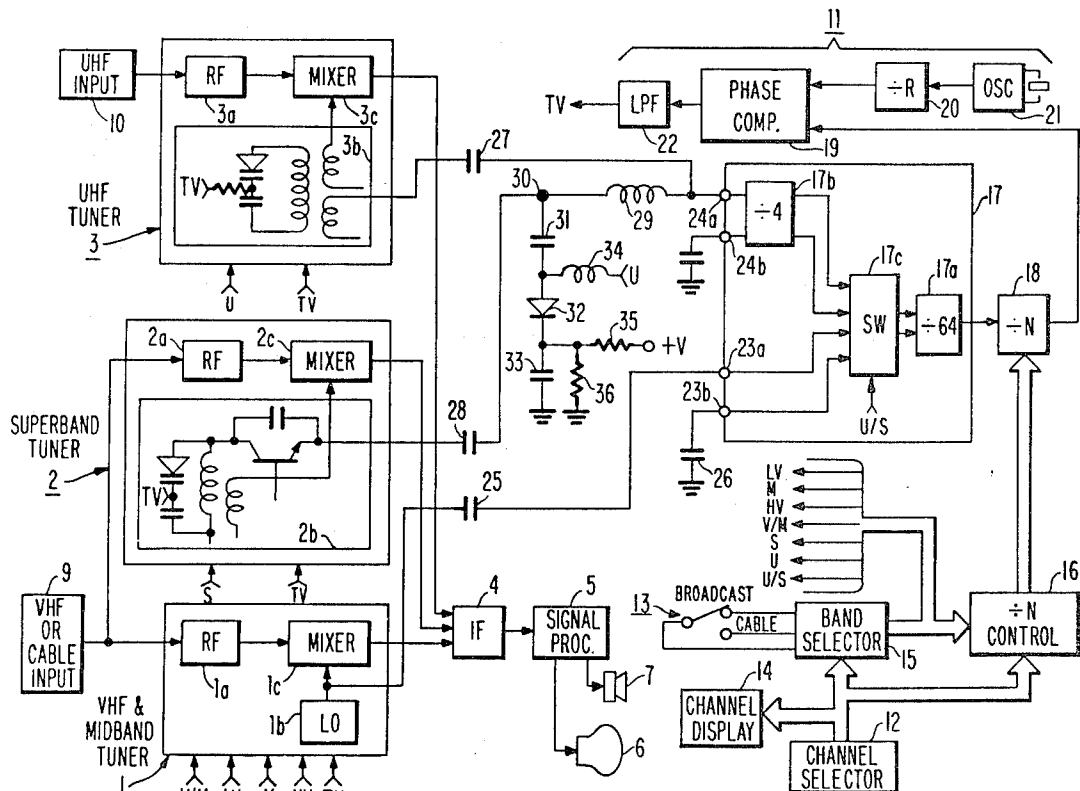 UHF
INPUT
10
RF
3a
MIXER
3c
3b
TV
UHF
TUNER
3
U
TV
27
30
29
31
34
U
32
35
+V
33
36
11
TV
LPF
22
PHASE
COMP.
19
÷R
20
OSC
21
17b
17
24a
÷4
24b
17c
SW
17a
÷64
18
÷N
23a
23b
U/S
26
2a
RF
2c
MIXER
SUPERBAND
TUNER
2
TV
2b
28
25
S
TV
9
VHF
OR
CABLE
INPUT
RF
1a
MIXER
1c
1b
LO
VHF &
MIDBAND
TUNER
1
4
IF
5
SIGNAL
PROC.
7
6
LV
M
HV
V/M
S
U
U/S
BROADCAST
13
CABLE
BAND
SELECTOR
15
16
÷N
CONTROL
14
CHANNEL
DISPLAY
12
CHANNEL
SELECTOR